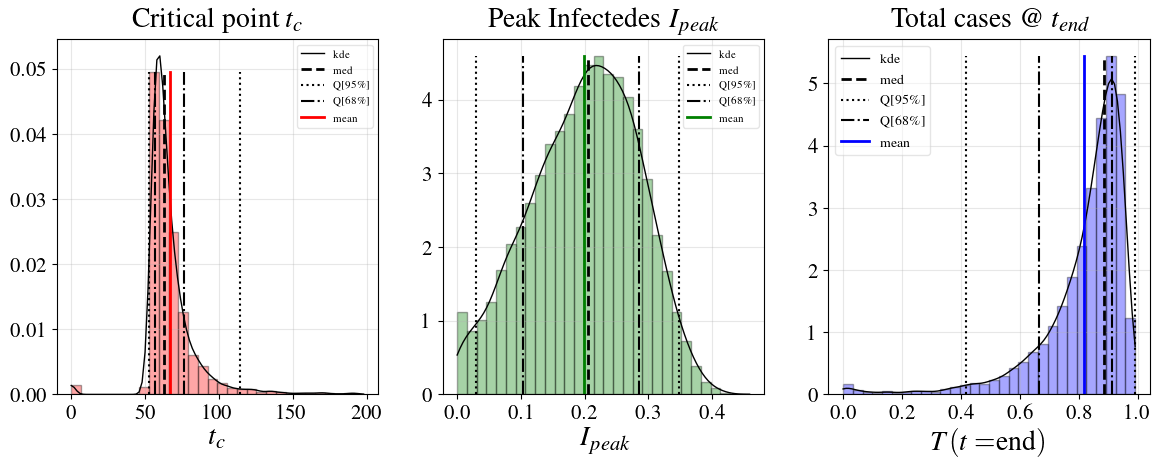 Critical point t_c
0.05
0.04
0.03
0.02
0.01
0.00
0
50
100
150
200
t_c
kde
med
Q[95%]
Q[68%]
mean
Peak Infectedes I_peak
4
3
2
1
0
0.0
0.1
0.2
0.3
0.4
I_peak
kde
med
Q[95%]
Q[68%]
mean
Total cases @ t_end
5
4
3
2
1
0
0.0
0.2
0.4
0.6
0.8
1.0
T(t =end)
kde
med
Q[95%]
Q[68%]
mean